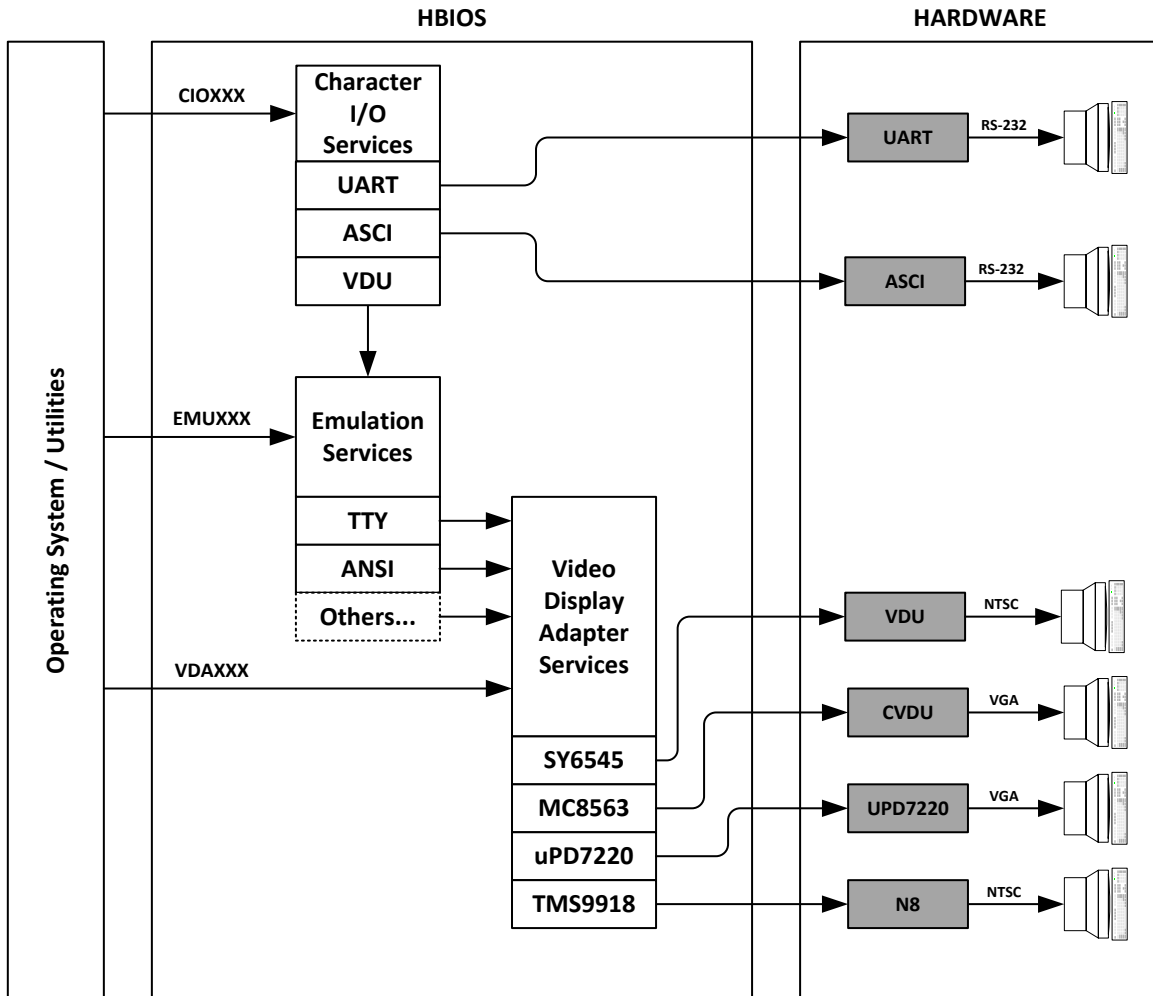 HBIOS
HARDWARE
Operating System / Utilities
CIOXXX
Character
I/O
Services
UART
ASCI
VDU
EMUXXX
Emulation
Services
TTY
ANSI
Others...
VDAXXX
Video
Display
Adapter
Services
SY6545
MC8563
uPD7220
TMS9918
UART
RS-232
ASCI
RS-232
VDU
NTSC
CVDU
VGA
UPD7220
VGA
N8
NTSC